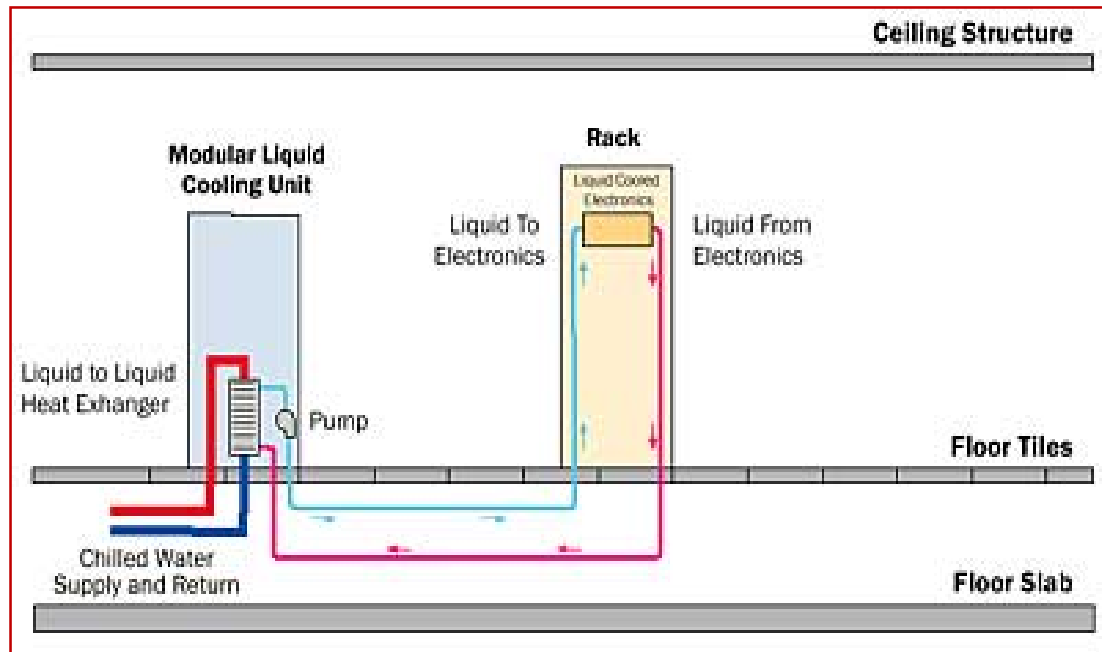 Ceiling Structure
Rack
Modular Liquid
Cooling Unit
Liquid Cooled
Electronics
Liquid To
Electronics
Liquid From
Electronics
Liquid to Liquid
Heat Exhanger
Pump
Floor Tiles
Chilled Water
Supply and Return
Floor Slab